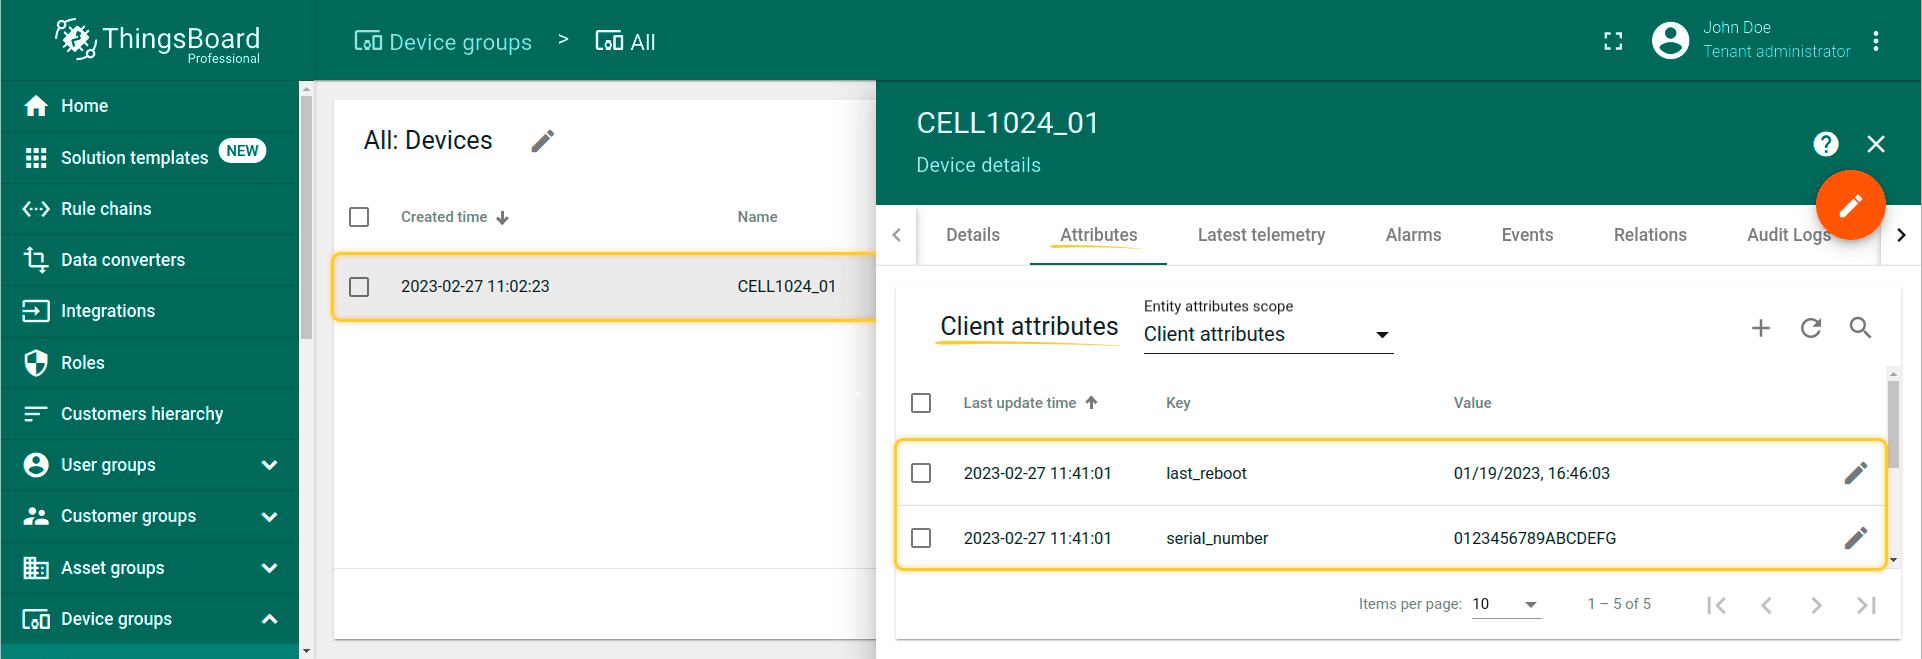 ThingsBoard
Professional
Device groups > All
John Doe
Tenant administrator
Home
Solution templates NEW
Rule chains
Data converters
Integrations
Roles
Customers hierarchy
User groups
Customer groups
Asset groups
Device groups
All: Devices
Created time Name
2023-02-27 11:02:23 CELL1024_01
CELL1024_01
Device details
Details Attributes Latest telemetry Alarms Events Relations Audit Logs
Client attributes
Entity attributes scope
Client attributes
Last update time Key Value
2023-02-27 11:41:01 last_reboot 01/19/2023, 16:46:03
2023-02-27 11:41:01 serial_number 0123456789ABCDEFG
Items per page: 10 1 – 5 of 5